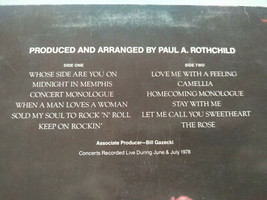 PRODUCED AND ARRANGED BY PAUL A. ROTHCHILD
SIDE ONE
WHOSE SIDE ARE YOU ON
MIDNIGHT IN MEMPHIS
CONCERT MONOLOGUE
WHEN A MAN LOVES A WOMAN
SOLD MY SOUL TO ROCK 'N' ROLL
KEEP ON ROCKIN'
SIDE TWO
LOVE ME WITH A FEELING
CAMELLIA
HOMECOMING MONOLOGUE
STAY WITH ME
LET ME CALL YOU SWEETHEART
THE ROSE
Associate Producer—Bill Gazecki
Concerts Recorded Live During June & July 1978